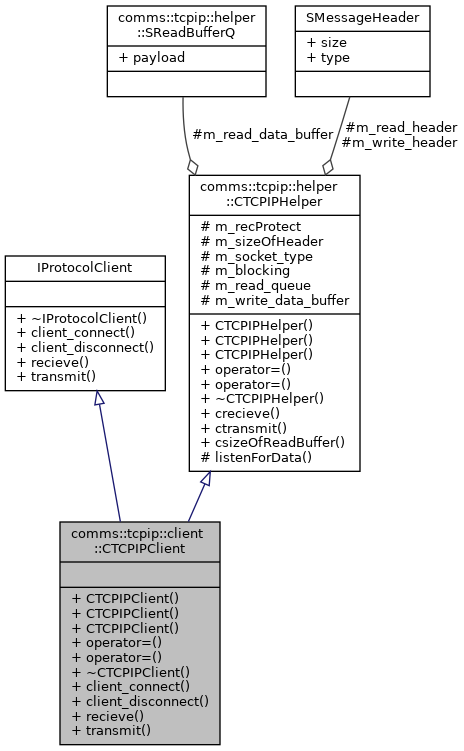 comms::tcpip::helper
::SReadBufferQ
+ payload
SMessageHeader
+ size
+ type
#m_read_data_buffer
#m_read_header
#m_write_header
comms::tcpip::helper
::CTCPIPHelper
# m_recProtect
# m_sizeOfHeader
# m_socket_type
# m_blocking
# m_read_queue
# m_write_data_buffer
+ CTCPIPHelper()
+ CTCPIPHelper()
+ CTCPIPHelper()
+ operator=()
+ operator=()
+ ~CTCPIPHelper()
+ crecieve()
+ ctransmit()
+ csizeOfReadBuffer()
# listenForData()
IProtocolClient
+ ~IProtocolClient()
+ client_connect()
+ client_disconnect()
+ recieve()
+ transmit()
comms::tcpip::client
::CTCPIPClient
+ CTCPIPClient()
+ CTCPIPClient()
+ CTCPIPClient()
+ operator=()
+ operator=()
+ ~CTCPIPClient()
+ client_connect()
+ client_disconnect()
+ recieve()
+ transmit()